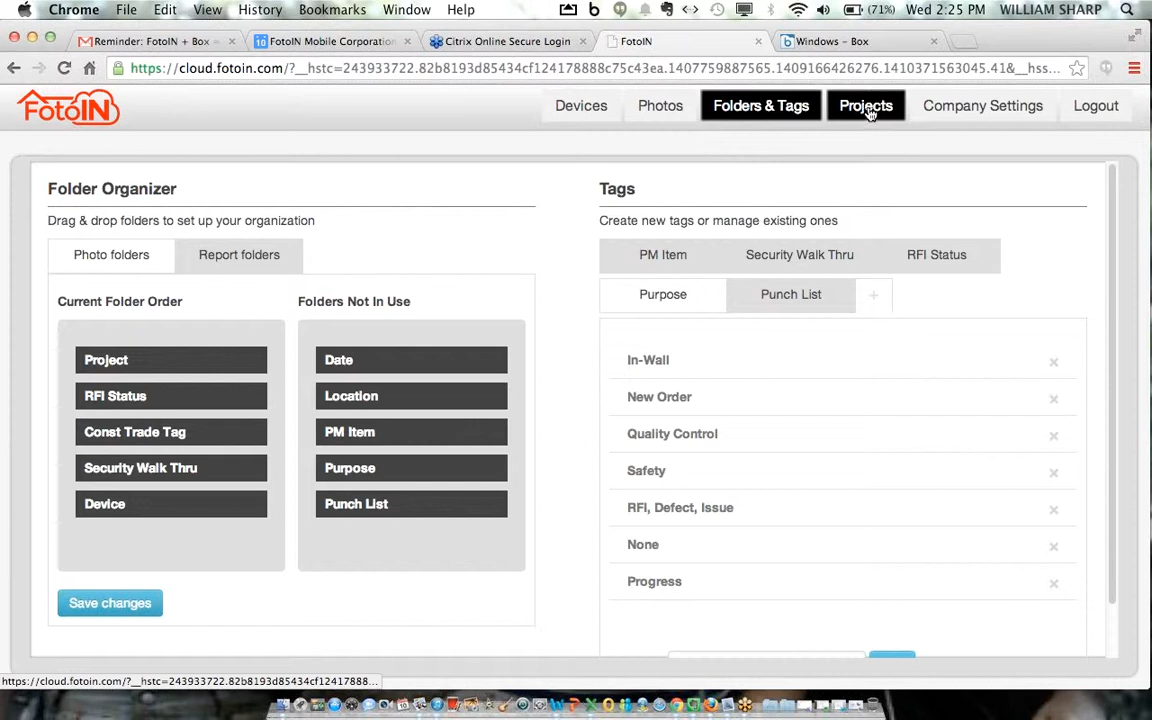 Chrome File Edit View History Bookmarks Window Help (71%) Wed 2:25 PM WILLIAM SHARP
Reminder: FotoIN + Box – FotoIN Mobile Corporation Citrix Online Secure Login FotoIN Windows – Box
https://cloud.fotoin.com/?__hstc=243933722.82b8193d85434cf124178888c75c43ea.1407759887565.1409166426276.1410371563045.41&__hss...
FotoIN Devices Photos Folders & Tags Projects Company Settings Logout
Folder Organizer
Drag & drop folders to set up your organization
Photo folders Report folders
Current Folder Order Folders Not In Use
Project Date
RFI Status Location
Const Trade Tag PM Item
Security Walk Thru Purpose
Device Punch List
Save changes
Tags
Create new tags or manage existing ones
PM Item Security Walk Thru RFI Status
Purpose Punch List +
In-Wall
New Order
Quality Control
Safety
RFI, Defect, Issue
None
Progress
https://cloud.fotoin.com/?__hstc=243933722.82b8193d85434cf12417888...